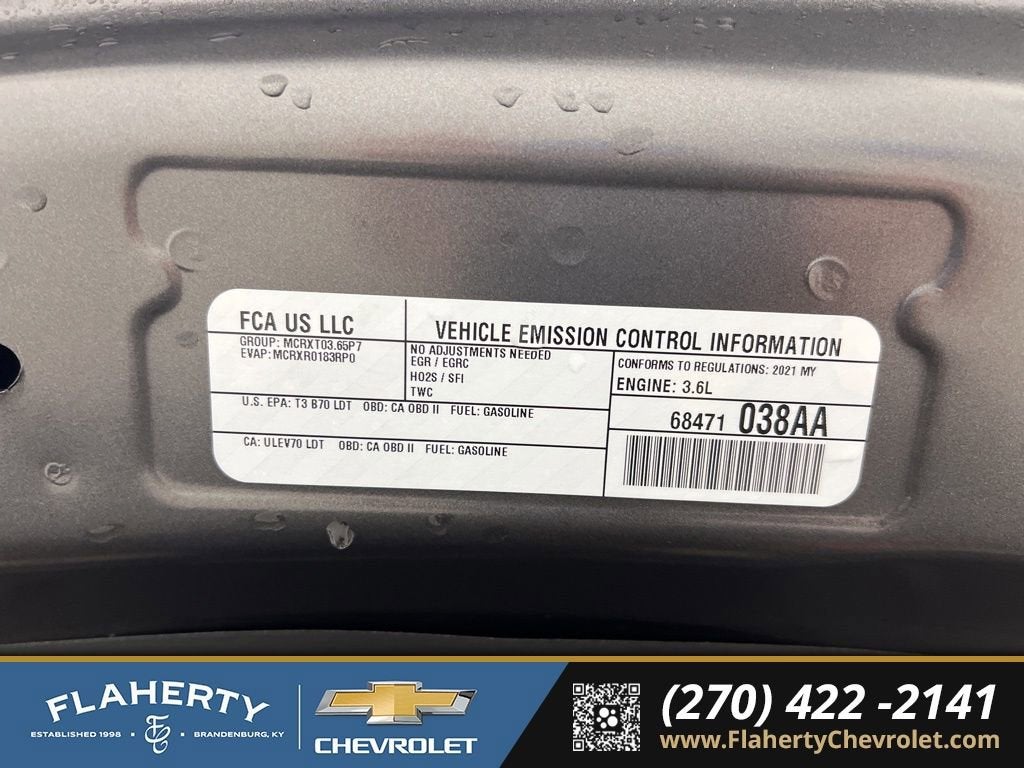 FCA US LLC
GROUP: MCRXT03.65P7
EVAP: MCRXR0183RP0
VEHICLE EMISSION CONTROL INFORMATION
NO ADJUSTMENTS NEEDED
EGR / EGRC
HO2S / SFI
TWC
CONFORMS TO REGULATIONS: 2021 MY
ENGINE: 3.6L
U.S. EPA: T3 B70 LDT OBD: CA OBD II FUEL: GASOLINE
68471 038AA
CA: ULEV70 LDT OBD: CA OBD II FUEL: GASOLINE
FLAHERTY
ESTABLISHED 1998 • • BRANDENBURG, KY
CHEVROLET
(270) 422 -2141
www.FlahertyChevrolet.com